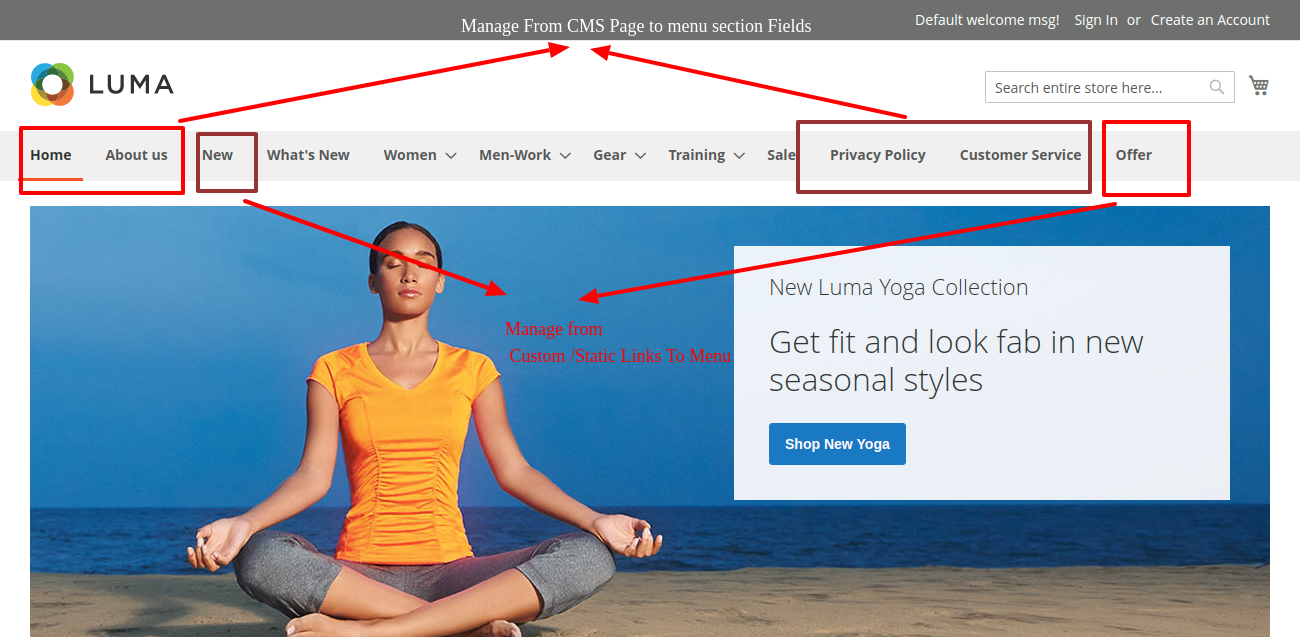 Manage From CMS Page to menu section Fields
Default welcome msg! Sign In or Create an Account
LUMA
Search entire store here...
Home About us New What's New Women Men-Work Gear Training Sale Privacy Policy Customer Service Offer
New Luma Yoga Collection
Get fit and look fab in new
seasonal styles
Shop New Yoga
Manage from
Custom /Static Links To Menu